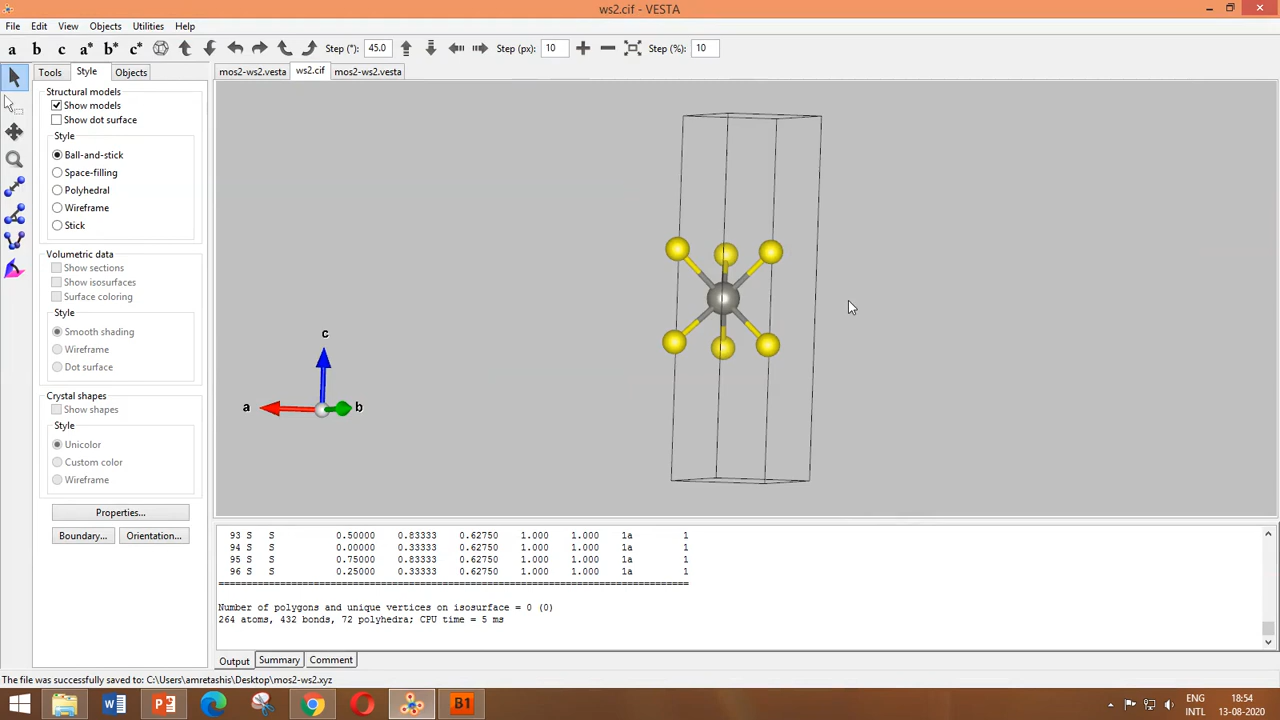 ws2.cif - VESTA
File Edit View Objects Utilities Help
a b c a* b* c* Step (°): 45.0 Step (px): 10 Step (%): 10
Tools Style Objects
mos2-ws2.vesta ws2.cif mos2-ws2.vesta
Structural models
Show models
Show dot surface
Style
Ball-and-stick
Space-filling
Polyhedral
Wireframe
Stick
Volumetric data
Show sections
Show isosurfaces
Surface coloring
Style
Smooth shading
Wireframe
Dot surface
Crystal shapes
Show shapes
Style
Unicolor
Custom color
Wireframe
Properties...
Boundary... Orientation...
c
a
b
93 S S 0.50000 0.83333 0.62750 1.000 1.000 1a 1
94 S S 0.00000 0.33333 0.62750 1.000 1.000 1a 1
95 S S 0.75000 0.83333 0.62750 1.000 1.000 1a 1
96 S S 0.25000 0.33333 0.62750 1.000 1.000 1a 1
Number of polygons and unique vertices on isosurface = 0 (0)
264 atoms, 432 bonds, 72 polyhedra; CPU time = 5 ms
Output Summary Comment
The file was successfully saved to: C:\Users\amretashis\Desktop\mos2-ws2.xyz
B1
ENG 18:54
INTL 13-08-2020